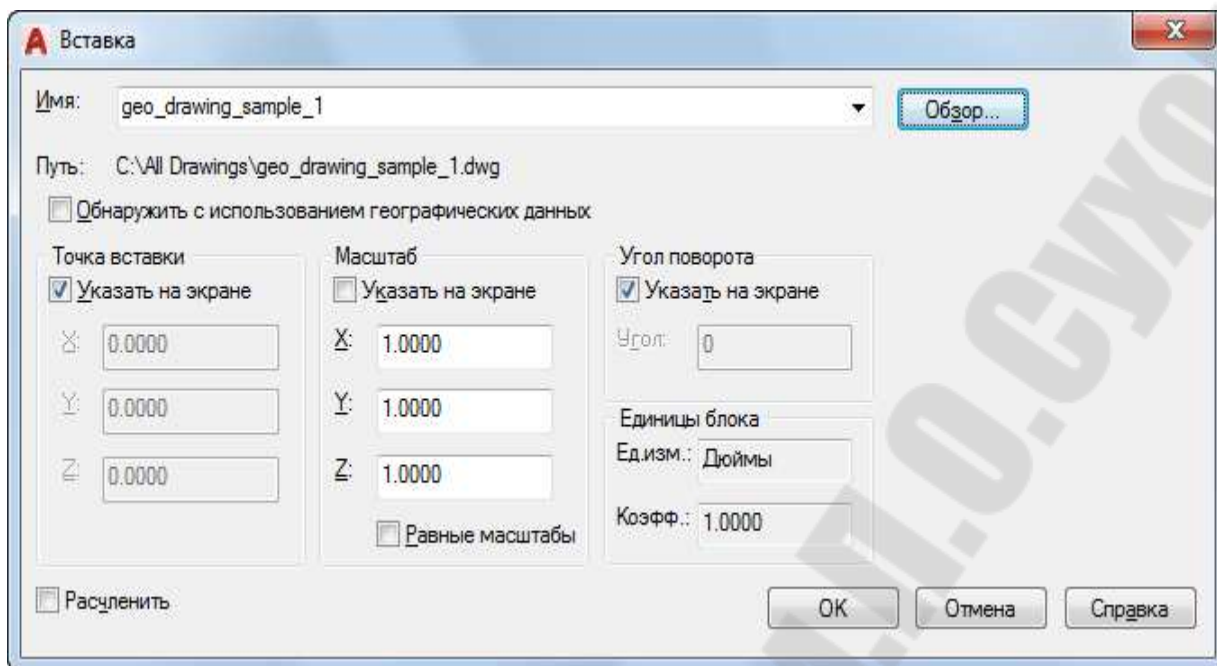 Вставка
Имя: geo_drawing_sample_1 Обзор...
Путь: C:\All Drawings\geo_drawing_sample_1.dwg
Обнаружить с использованием географических данных
Точка вставки
Указать на экране
X: 0.0000
Y: 0.0000
Z: 0.0000
Масштаб
Указать на экране
X: 1.0000
Y: 1.0000
Z: 1.0000
Равные масштабы
Угол поворота
Указать на экране
Угол: 0
Единицы блока
Ед.изм.: Дюймы
Коэфф.: 1.0000
Расчленить
OK Отмена Справка